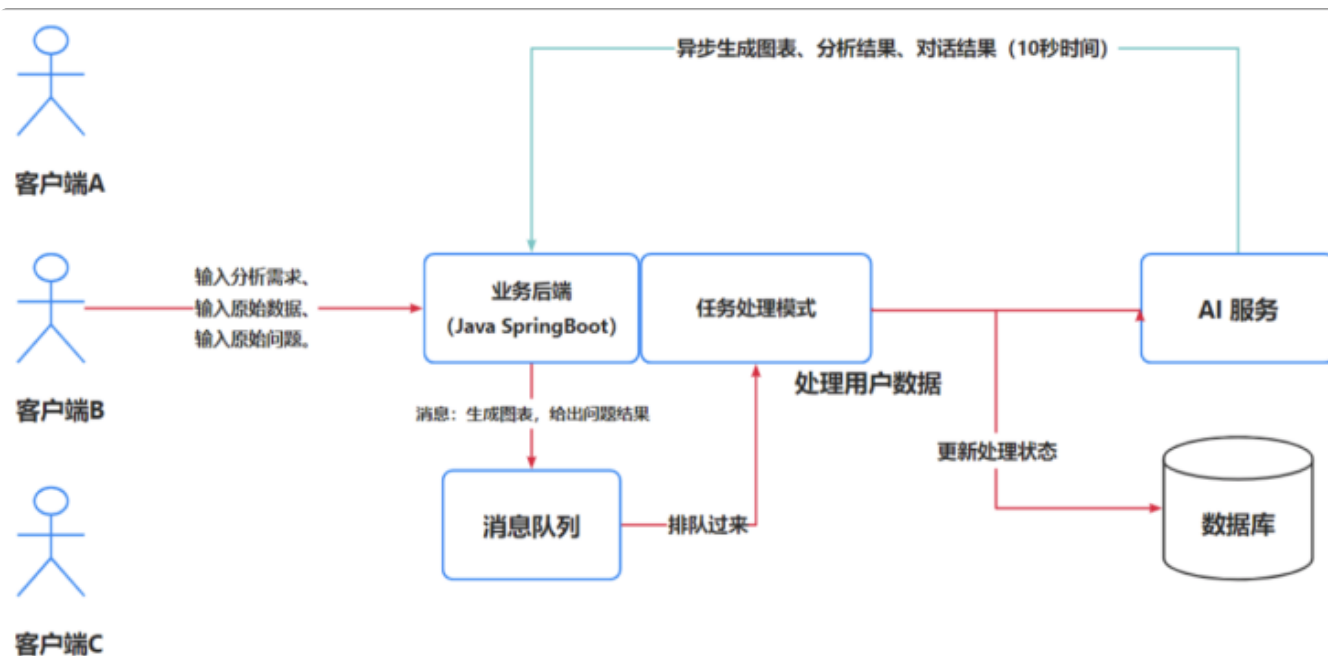 异步生成图表、分析结果、对话结果（10秒时间）
客户端A
输入分析需求、
输入原始数据、
输入原始问题。
业务后端
（Java SpringBoot）
任务处理模式
AI 服务
处理用户数据
客户端B
消息：生成图表，给出问题结果
更新处理状态
消息队列
排队过来
数据库
客户端C